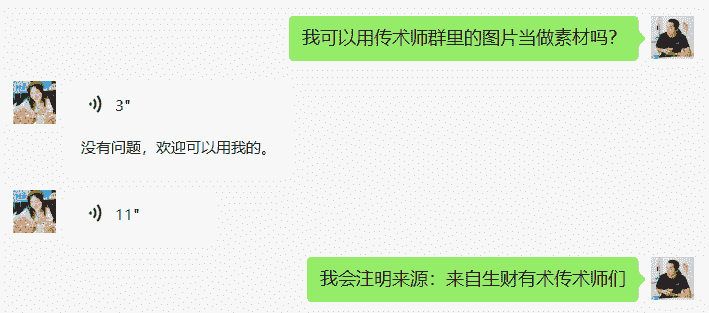 我可以用传术师群里的图片当做素材吗？
3"
没有问题，欢迎可以用我的。
11"
我会注明来源：来自生财有术传术师们